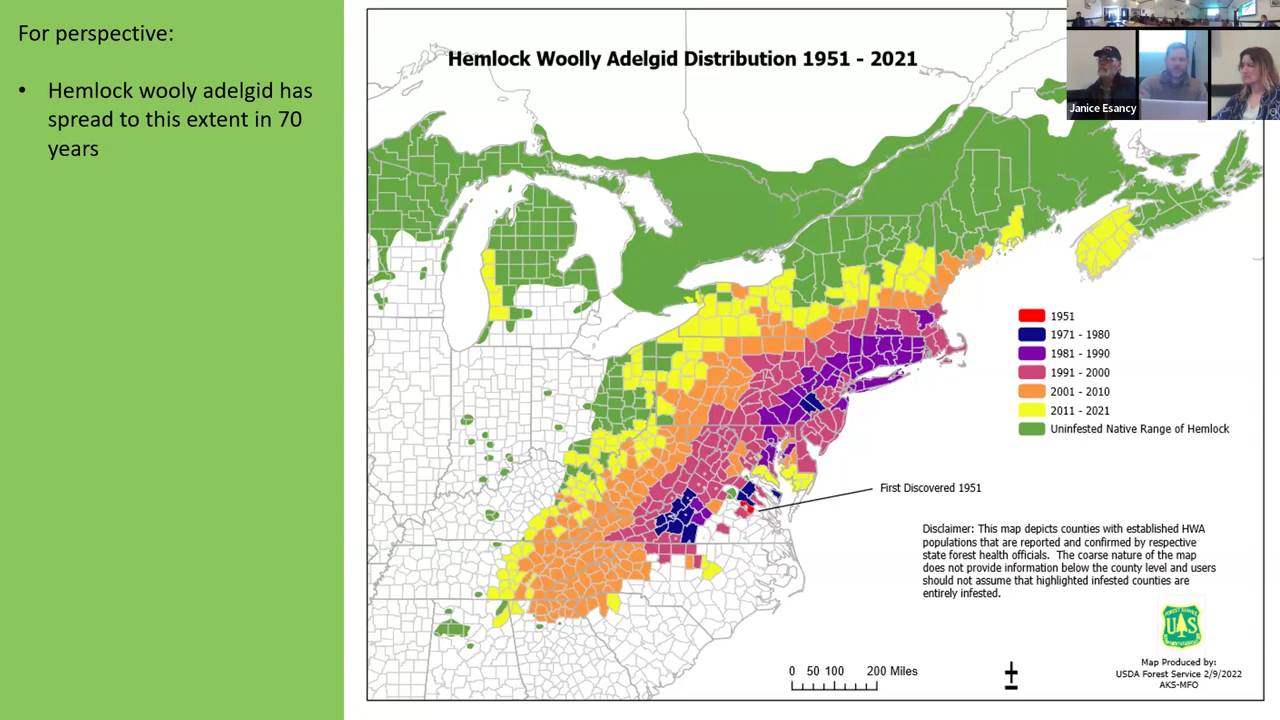 For perspective:
• Hemlock wooly adelgid has
spread to this extent in 70
years
Hemlock Woolly Adelgid Distribution 1951 - 2021
Janice Esancy
1951
1971 - 1980
1981 - 1990
1991 - 2000
2001 - 2010
2011 - 2021
Uninfested Native Range of Hemlock
First Discovered 1951
Disclaimer: This map depicts counties with established HWA
populations that are reported and confirmed by respective
state forest health officials. The coarse nature of the map
does not provide information below the county level and users
should not assume that highlighted infested counties are
entirely infested.
FOREST SERVICE
U S
Map Produced by:
USDA Forest Service 2/9/2022
AKS-MFO
0 50 100 200 Miles